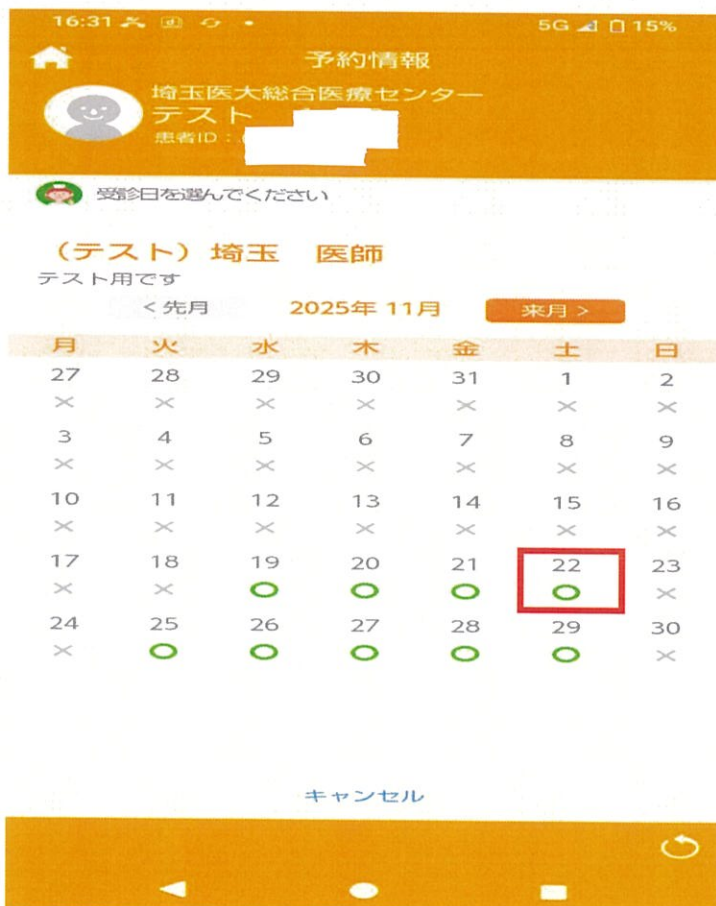 16:31
5G 15%
予約情報
埼玉医大総合医療センター
テスト
患者ID:
受診日を選んでください
(テスト)埼玉 医師
テスト用です
<先月 2025年 11月 来月>
月 火 水 木 金 土 日
27 28 29 30 31 1 2
× × × × × × ×
3 4 5 6 7 8 9
× × × × × × ×
10 11 12 13 14 15 16
× × × × × × ×
17 18 19 20 21 22 23
× × ○ ○ ○ ○ ×
24 25 26 27 28 29 30
× ○ ○ ○ ○ ○ ×
キャンセル